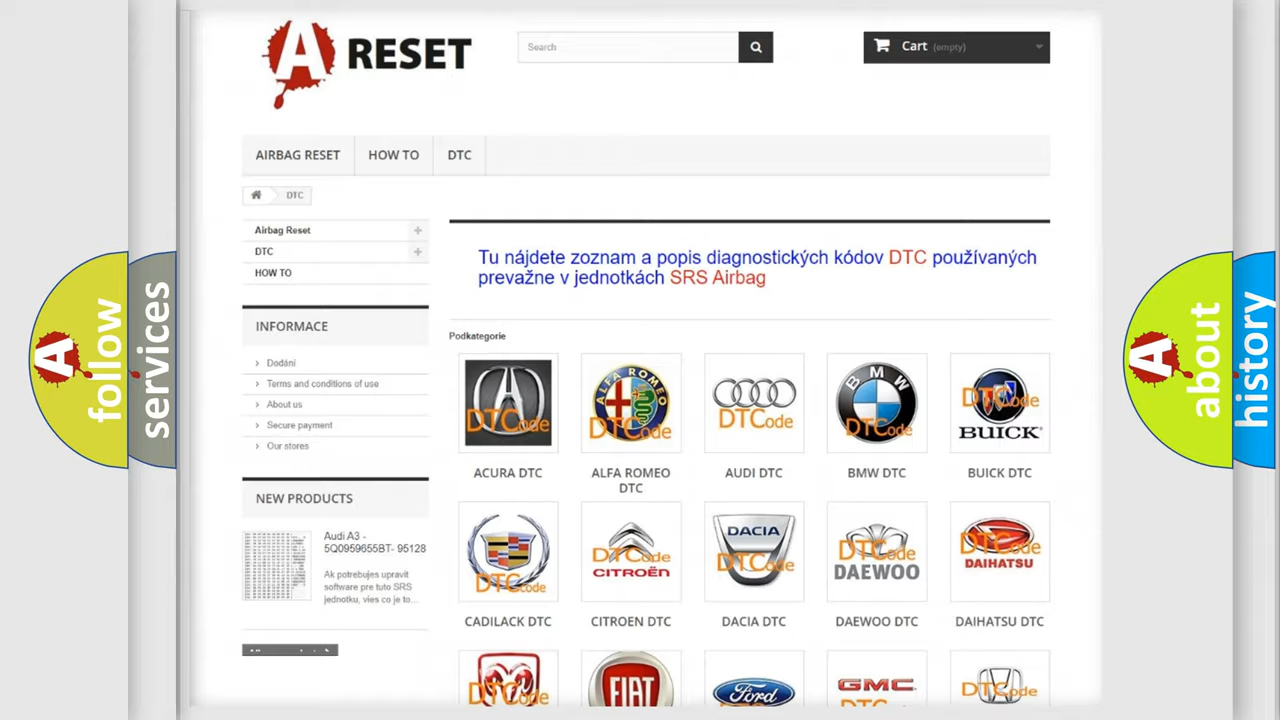 A RESET
Search
Cart (empty)
AIRBAG RESET
HOW TO
DTC
DTC
Airbag Reset
DTC
HOW TO
INFORMACE
Dodání
Terms and conditions of use
About us
Secure payment
Our stores
NEW PRODUCTS
Audi A3 -
5Q0959655BT- 95128
Ak potrebujes upravit
software pre tuto SRS
jednotku, vies co je to...
Tu nájdete zoznam a popis diagnostických kódov DTC používaných
prevažne v jednotkách SRS Airbag
Podkategorie
DTCode
ALFA ROMEO
DTCode
DTCode
BMW
DTCode
DTCode
BUICK
ACURA DTC
ALFA ROMEO
DTC
AUDI DTC
BMW DTC
BUICK DTC
DTCode
DTCode
CITROËN
DACIA
DTCode
DTCode
DAEWOO
DTCode
DAIHATSU
CADILACK DTC
CITROEN DTC
DACIA DTC
DAEWOO DTC
DAIHATSU DTC
DTCode
FIAT
Ford
GMC
DTCode
A follow
services
A about
history